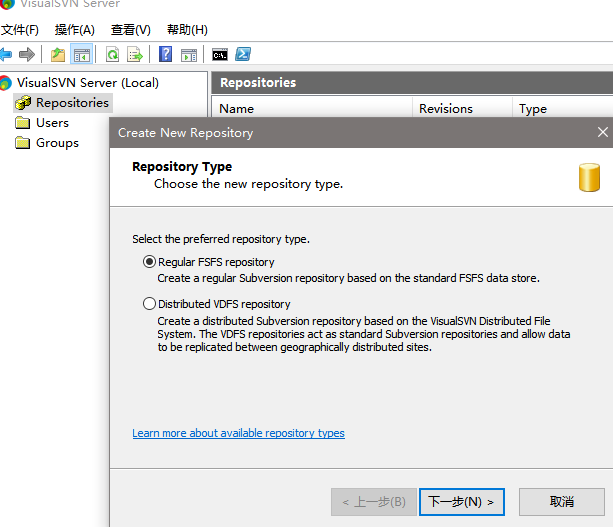 VisualSVN Server
文件(F) 操作(A) 查看(V) 帮助(H)
VisualSVN Server (Local)
Repositories
Users
Groups
Repositories
Name Revisions Type
Create New Repository
Repository Type
Choose the new repository type.
Select the preferred repository type.
Regular FSFS repository
Create a regular Subversion repository based on the standard FSFS data store.
Distributed VDFS repository
Create a distributed Subversion repository based on the VisualSVN Distributed File
System. The VDFS repositories act as standard Subversion repositories and allow data
to be replicated between geographically distributed sites.
Learn more about available repository types
< 上一步(B) 下一步(N) > 取消